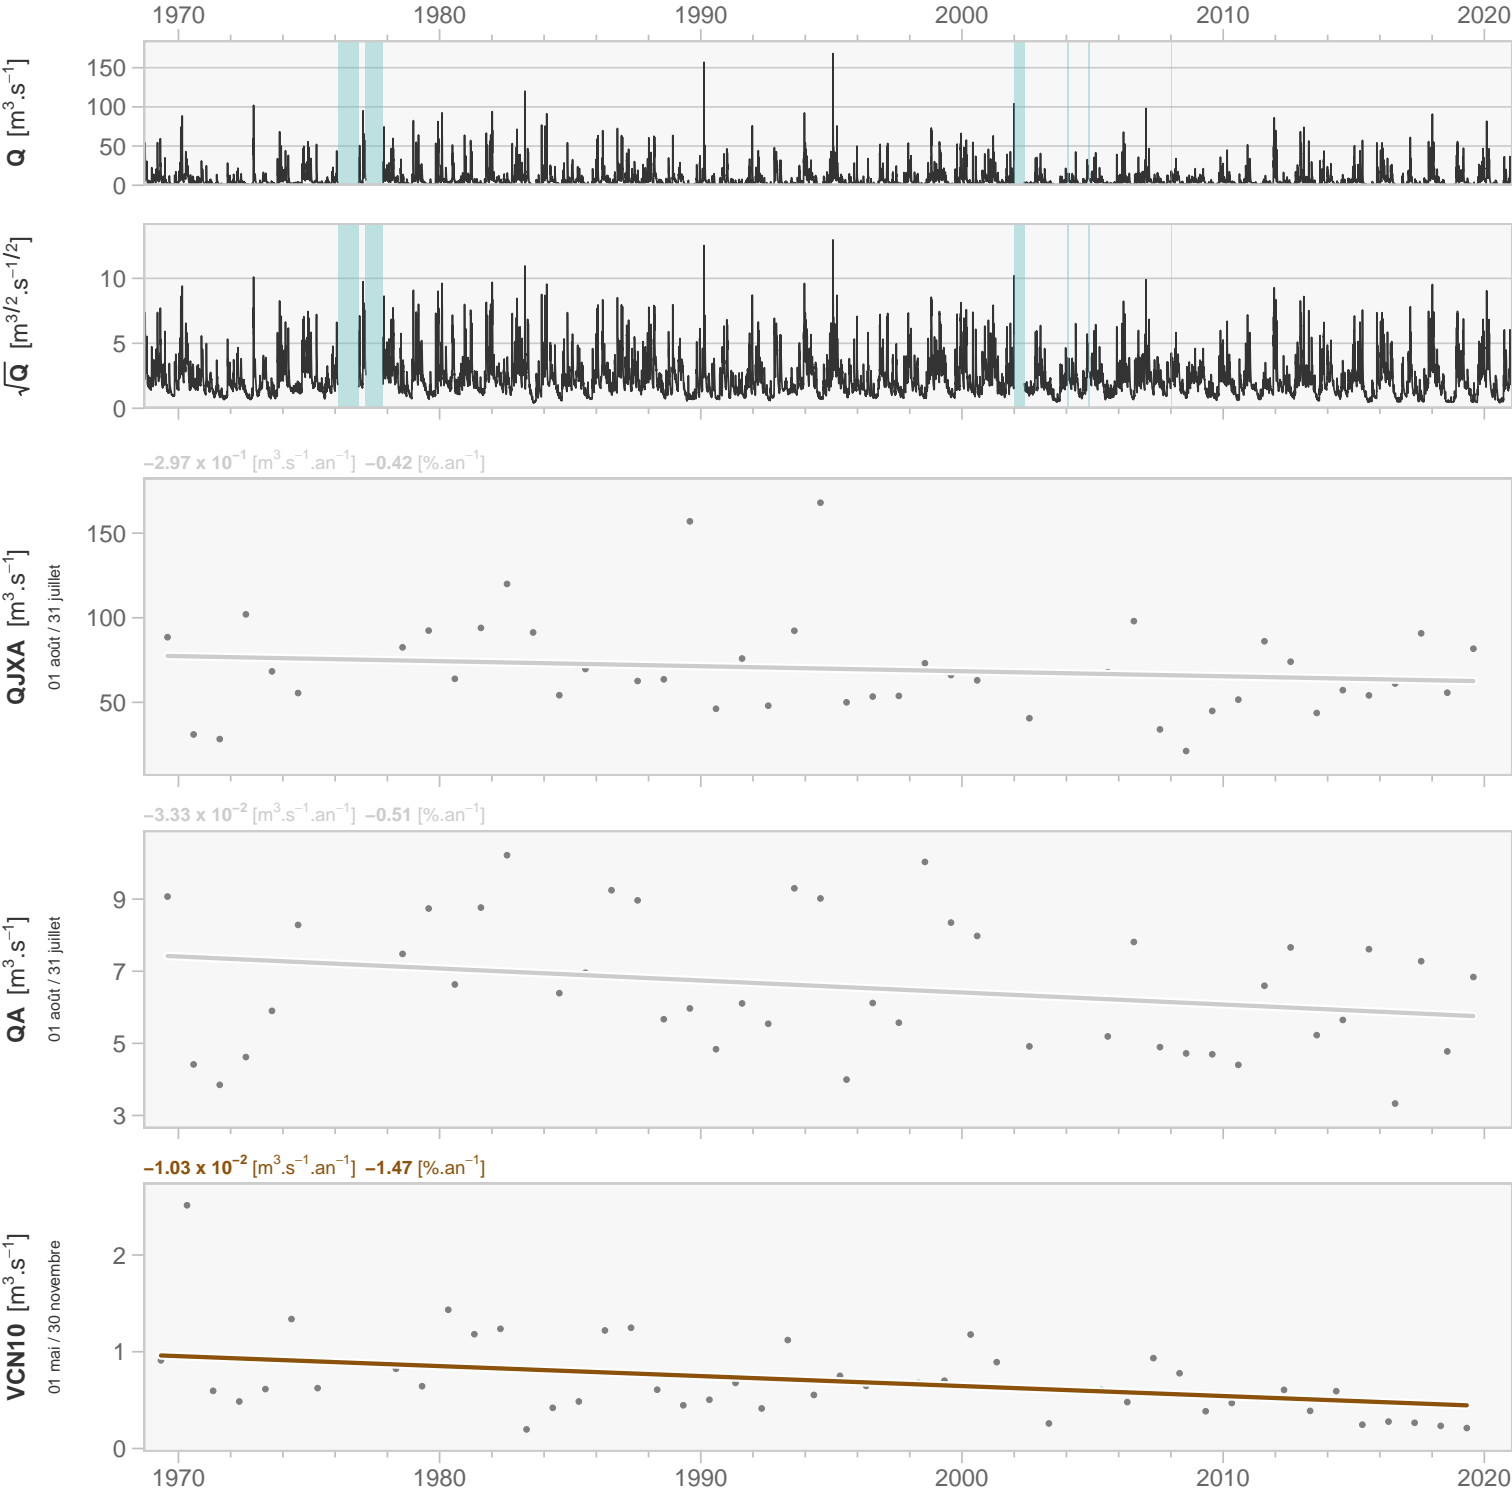 1970 1980 1990 2000 2010 2020
Q [m³.s⁻¹]
150
100
50
0
√Q [m³ᐟ².s⁻¹ᐟ²]
10
5
0
−2.97 x 10⁻¹ [m³.s⁻¹.an⁻¹] −0.42 [%.an⁻¹]
QJXA [m³.s⁻¹]
01 août / 31 juillet
150
100
50
−3.33 x 10⁻² [m³.s⁻¹.an⁻¹] −0.51 [%.an⁻¹]
QA [m³.s⁻¹]
01 août / 31 juillet
9
7
5
3
−1.03 x 10⁻² [m³.s⁻¹.an⁻¹] −1.47 [%.an⁻¹]
VCN10 [m³.s⁻¹]
01 mai / 30 novembre
2
1
0
1970 1980 1990 2000 2010 2020